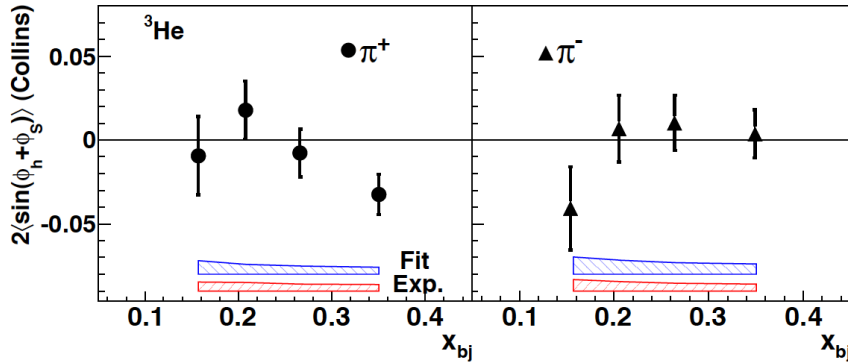 2⟨sin(ϕh+ϕS)⟩ (Collins)
³He
π⁺
π⁻
0.05
0
-0.05
Fit
Exp.
0.1 0.2 0.3 0.4 0.1 0.2 0.3 0.4
xbj xbj